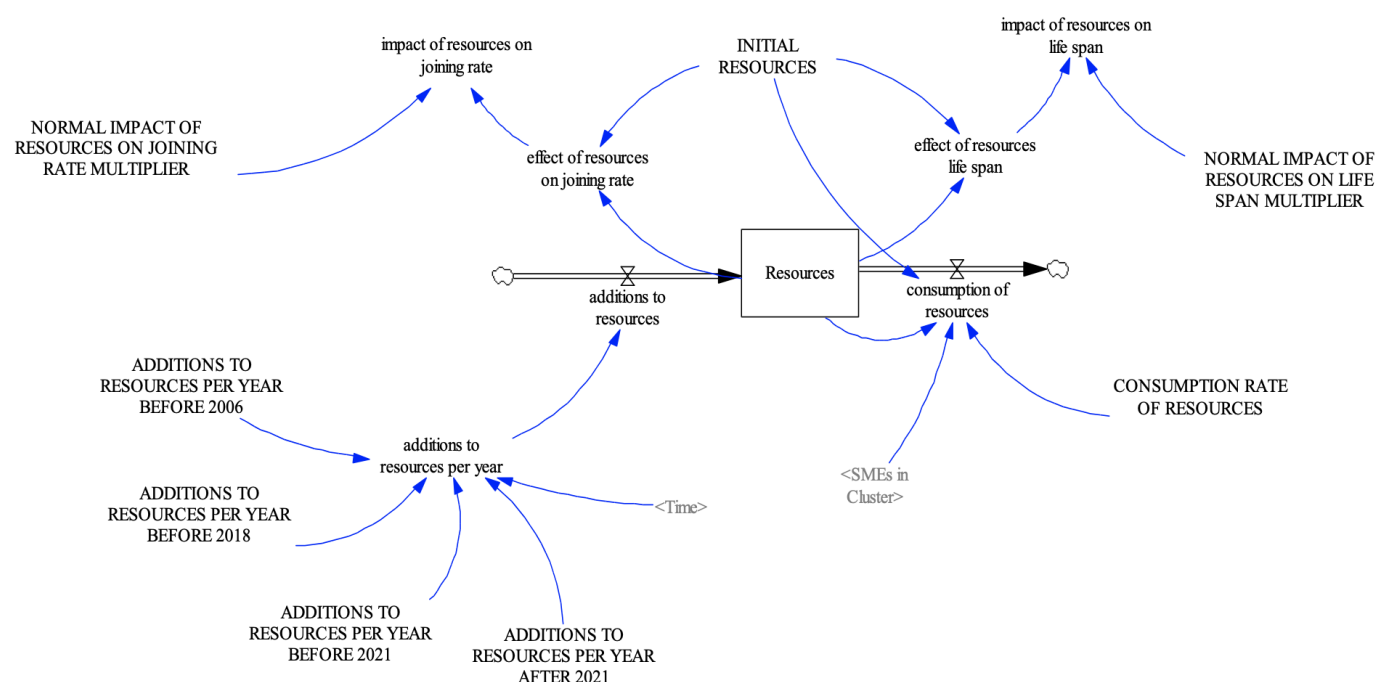 impact of resources on
joining rate
INITIAL
RESOURCES
impact of resources on
life span
NORMAL IMPACT OF
RESOURCES ON JOINING
RATE MULTIPLIER
effect of resources
on joining rate
effect of resources
life span
NORMAL IMPACT OF
RESOURCES ON LIFE
SPAN MULTIPLIER
Resources
additions to
resources
consumption of
resources
ADDITIONS TO
RESOURCES PER YEAR
BEFORE 2006
CONSUMPTION RATE
OF RESOURCES
additions to
resources per year
<SMEs in
Cluster>
ADDITIONS TO
RESOURCES PER YEAR
BEFORE 2018
<Time>
ADDITIONS TO
RESOURCES PER YEAR
BEFORE 2021
ADDITIONS TO
RESOURCES PER YEAR
AFTER 2021